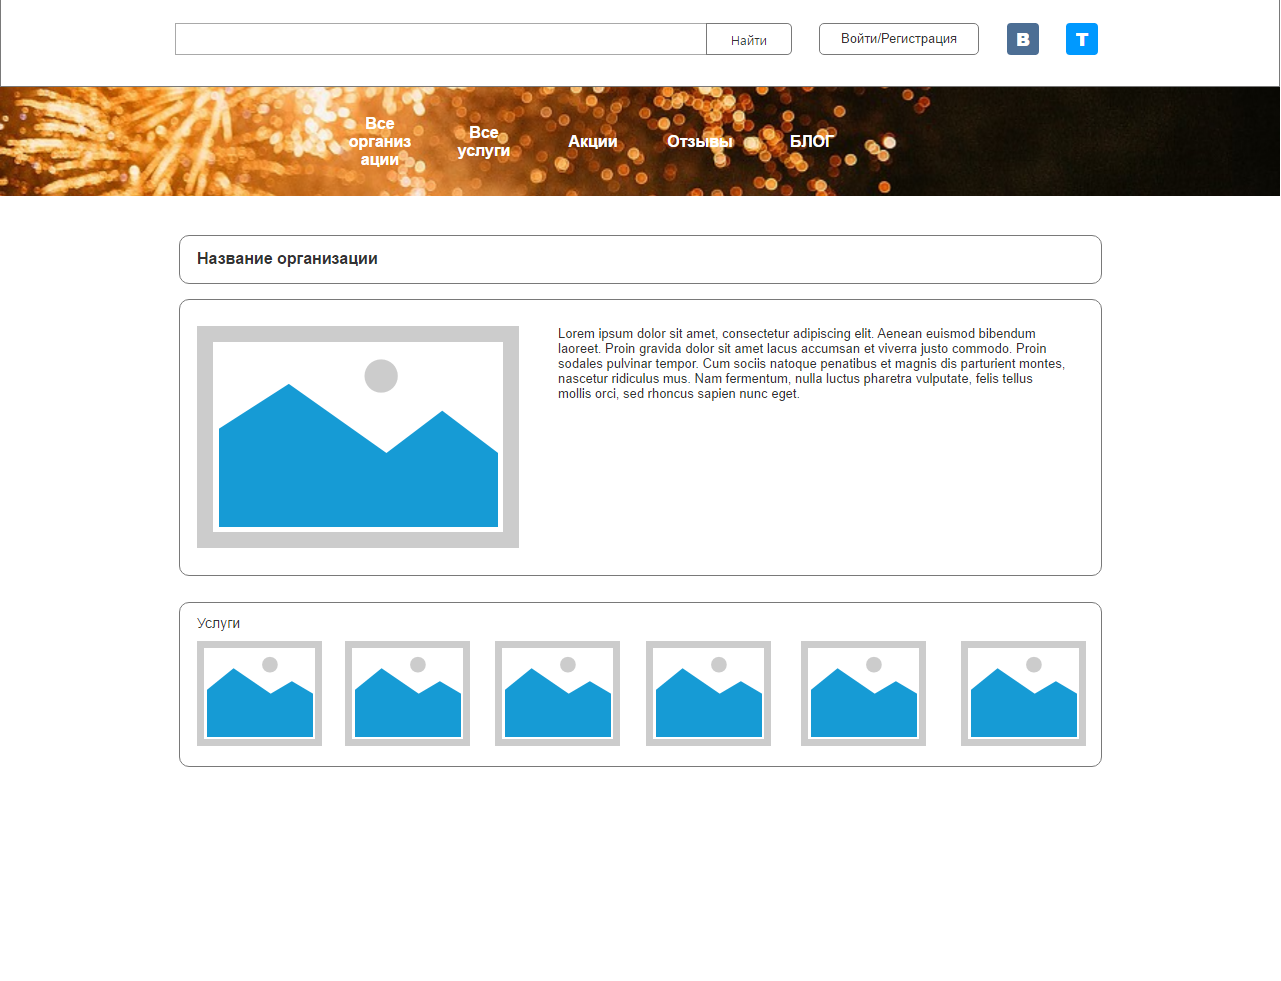 Найти
Войти/Регистрация
B
T
Все
организ
ации
Все
услуги
Акции
Отзывы
БЛОГ
Название организации
Lorem ipsum dolor sit amet, consectetur adipiscing elit. Aenean euismod bibendum
laoreet. Proin gravida dolor sit amet lacus accumsan et viverra justo commodo. Proin
sodales pulvinar tempor. Cum sociis natoque penatibus et magnis dis parturient montes,
nascetur ridiculus mus. Nam fermentum, nulla luctus pharetra vulputate, felis tellus
mollis orci, sed rhoncus sapien nunc eget.
Услуги